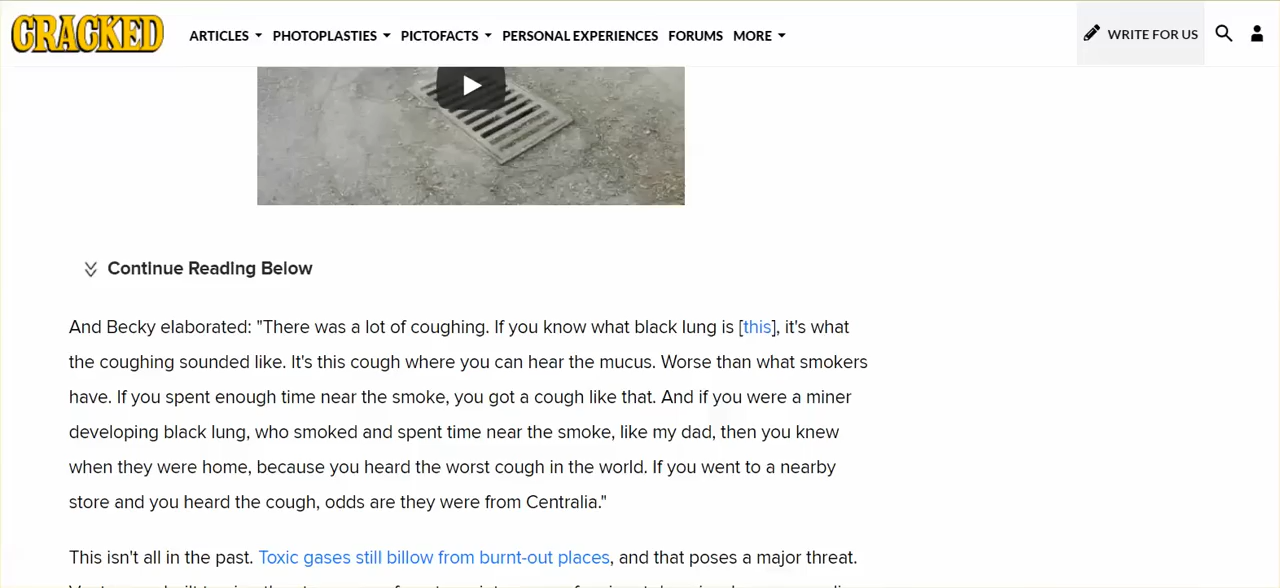 CRACKED
ARTICLES
PHOTOPLASTIES
PICTOFACTS
PERSONAL EXPERIENCES
FORUMS
MORE
WRITE FOR US
Continue Reading Below
And Becky elaborated: "There was a lot of coughing. If you know what black lung is [this], it's what
the coughing sounded like. It's this cough where you can hear the mucus. Worse than what smokers
have. If you spent enough time near the smoke, you got a cough like that. And if you were a miner
developing black lung, who smoked and spent time near the smoke, like my dad, then you knew
when they were home, because you heard the worst cough in the world. If you went to a nearby
store and you heard the cough, odds are they were from Centralia."
This isn't all in the past. Toxic gases still billow from burnt-out places, and that poses a major threat.